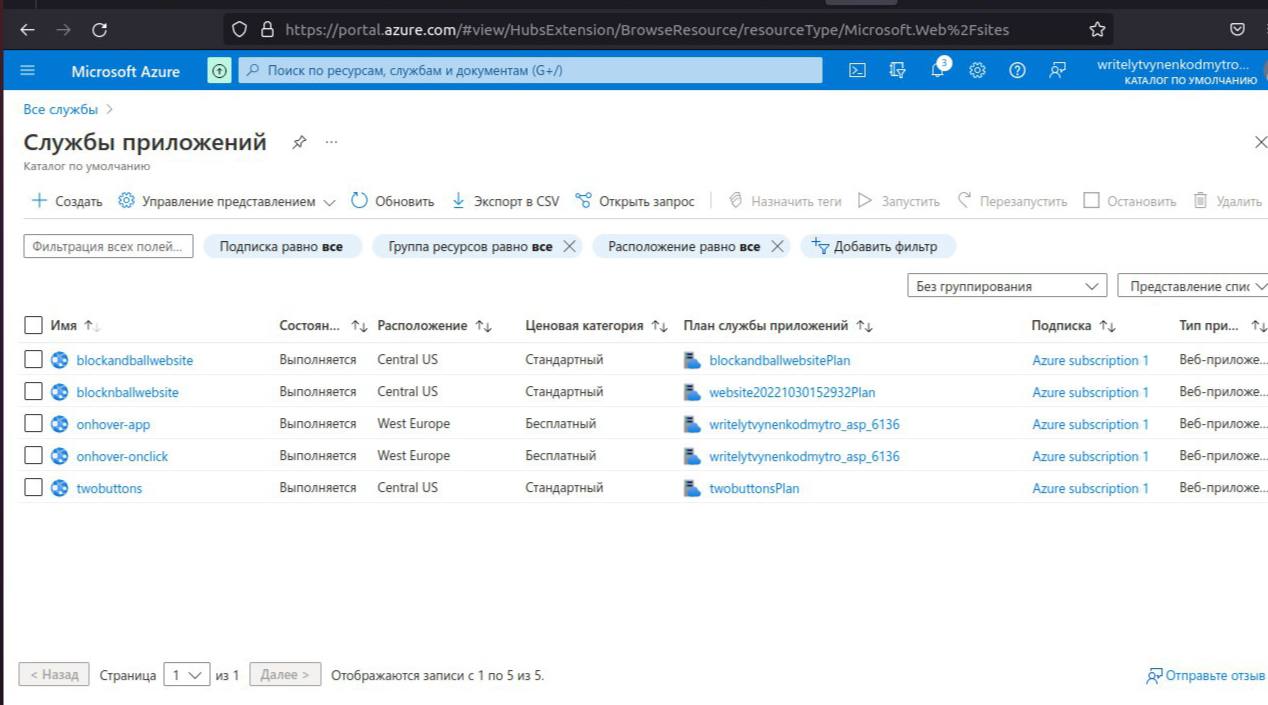 https://portal.azure.com/#view/HubsExtension/BrowseResource/resourceType/Microsoft.Web%2Fsites
Microsoft Azure Поиск по ресурсам, службам и документам (G+/) 3 writelytvynenkodmytro...
КАТАЛОГ ПО УМОЛЧАНИЮ
Все службы >
Службы приложений ...
Каталог по умолчанию
Создать Управление представлением Обновить Экспорт в CSV Открыть запрос Назначить теги Запустить Перезапустить Остановить Удалить
Фильтрация всех полей... Подписка равно все Группа ресурсов равно все Расположение равно все Добавить фильтр
Без группирования Представление спис
Имя Состоян... Расположение Ценовая категория План службы приложений Подписка Тип при...
blockandballwebsite Выполняется Central US Стандартный blockandballwebsitePlan Azure subscription 1 Веб-приложе...
blocknballwebsite Выполняется Central US Стандартный website20221030152932Plan Azure subscription 1 Веб-приложе...
onhover-app Выполняется West Europe Бесплатный writelytvynenkodmytro_asp_6136 Azure subscription 1 Веб-приложе...
onhover-onclick Выполняется West Europe Бесплатный writelytvynenkodmytro_asp_6136 Azure subscription 1 Веб-приложе...
twobuttons Выполняется Central US Стандартный twobuttonsPlan Azure subscription 1 Веб-приложе...
< Назад Страница 1 из 1 Далее > Отображаются записи с 1 по 5 из 5. Отправьте отзыв